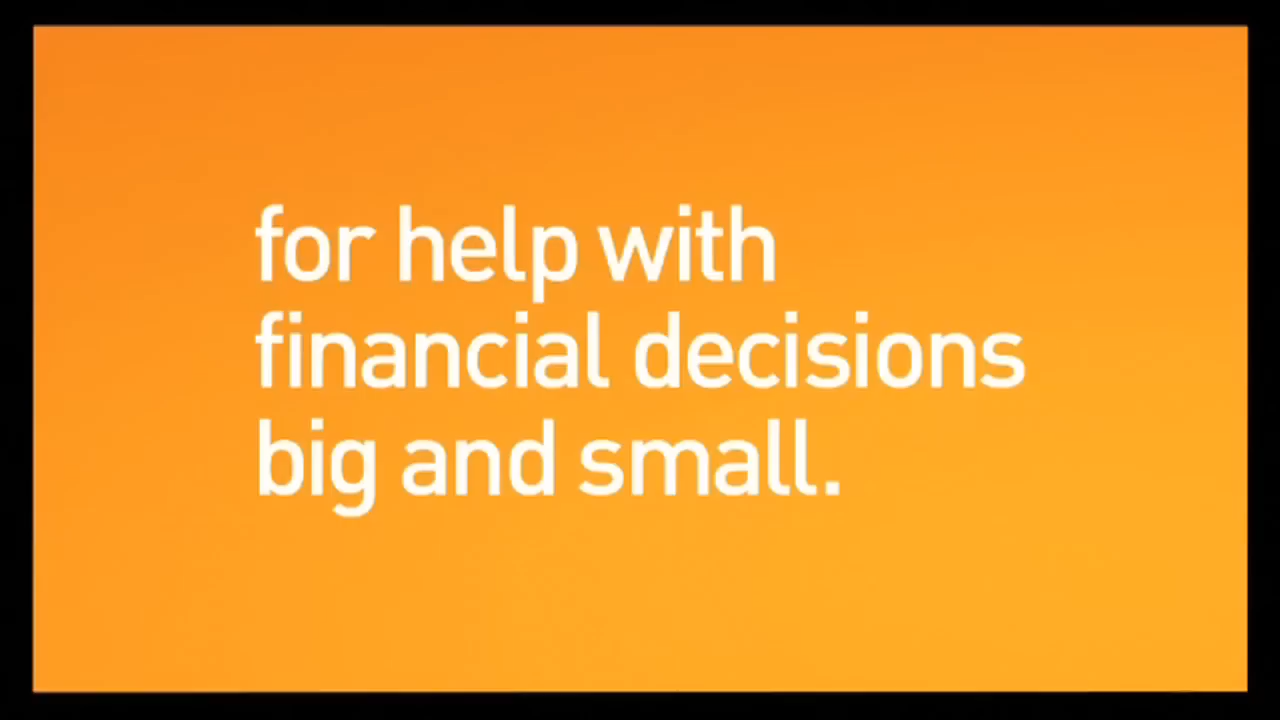 for help with
financial decisions
big and small.